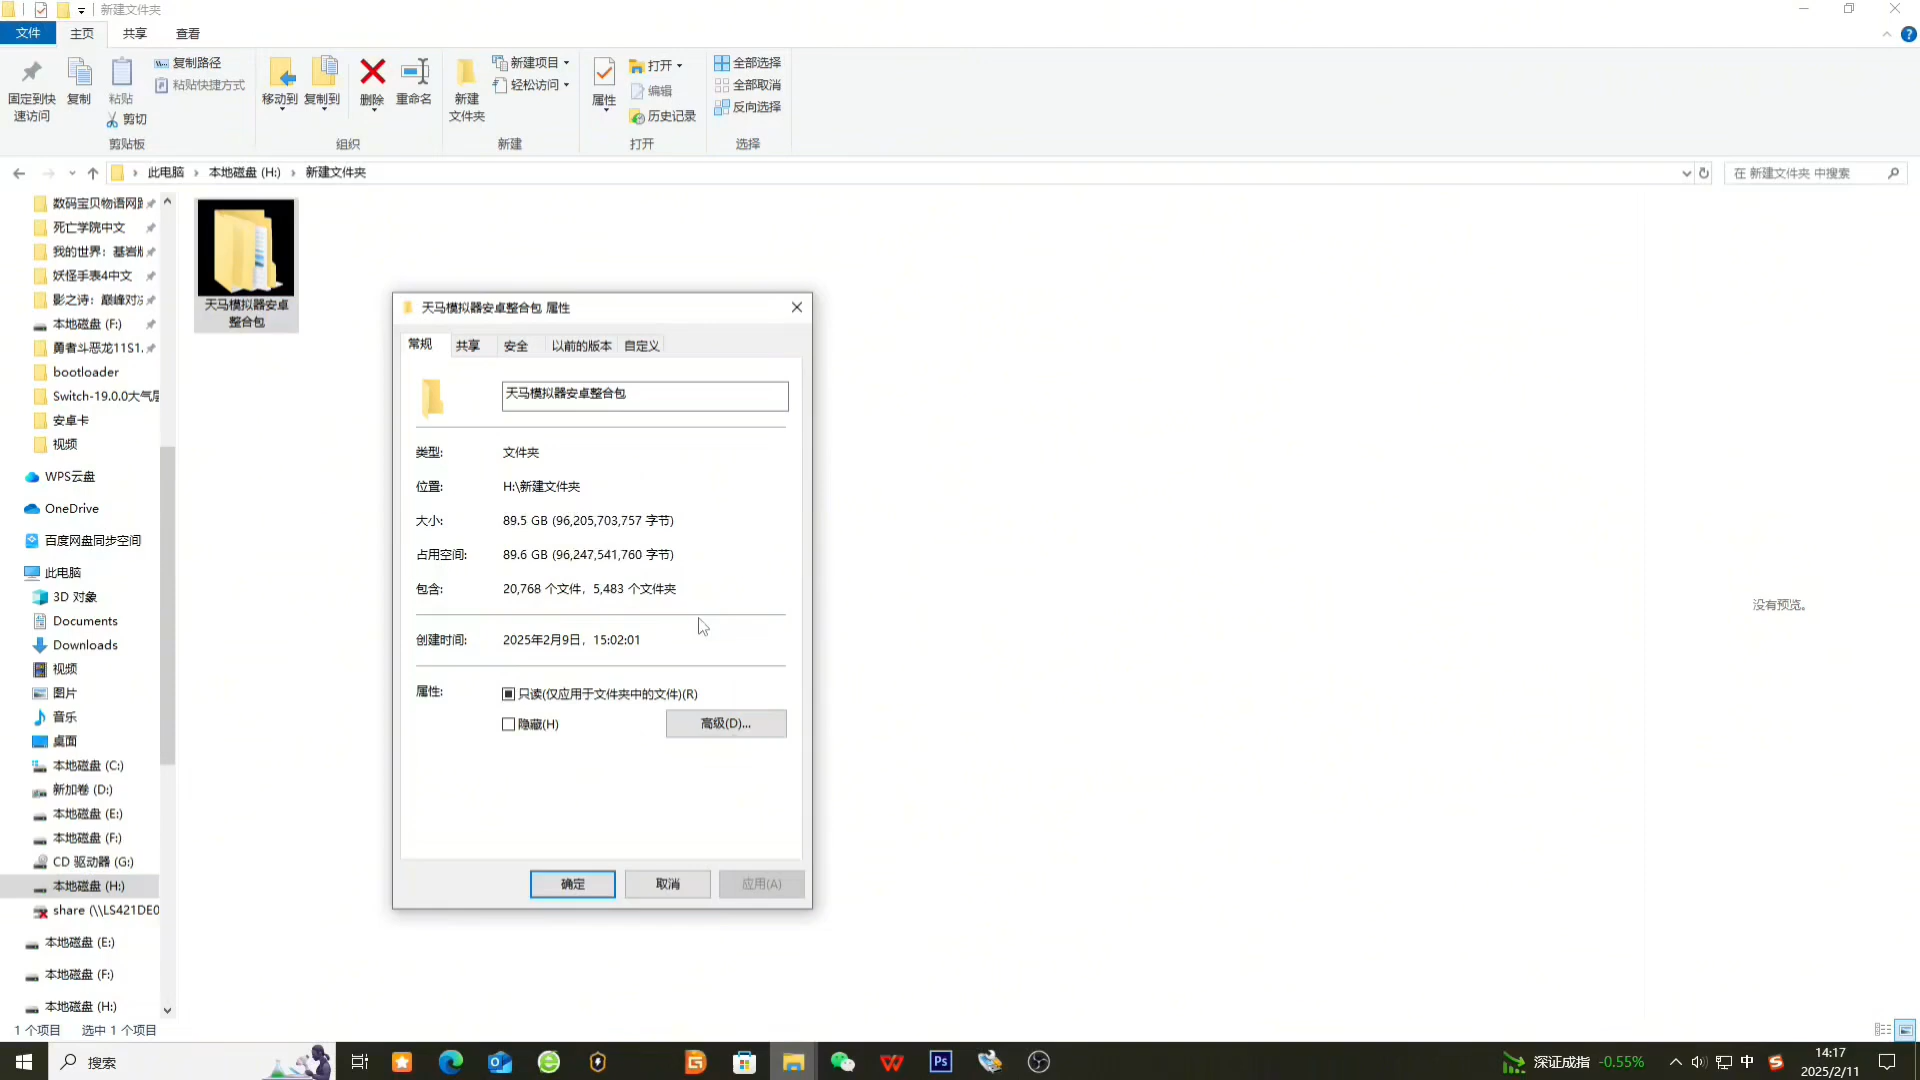 新建文件夹
文件
主页
共享
查看
固定到快
速访问
复制
粘贴
复制路径
粘贴快捷方式
剪切
剪贴板
移动到
复制到
删除
重命名
组织
新建
文件夹
新建项目
轻松访问
新建
属性
打开
编辑
历史记录
打开
全部选择
全部取消
反向选择
选择
此电脑 › 本地磁盘 (H:) › 新建文件夹
在 新建文件夹 中搜索
数码宝贝物语网
死亡学院中文
我的世界：基岩
妖怪手表4中文
影之诗：巅峰对
本地磁盘 (F:)
勇者斗恶龙11S1.
bootloader
Switch-19.0.0大气层
安卓卡
视频
WPS云盘
OneDrive
百度网盘同步空间
此电脑
3D 对象
Documents
Downloads
视频
图片
音乐
桌面
本地磁盘 (C:)
新加卷 (D:)
本地磁盘 (E:)
本地磁盘 (F:)
CD 驱动器 (G:)
本地磁盘 (H:)
share (\\LS421DE0
本地磁盘 (E:)
本地磁盘 (F:)
本地磁盘 (H:)
天马模拟器安卓
整合包
天马模拟器安卓整合包 属性
常规
共享
安全
以前的版本
自定义
天马模拟器安卓整合包
类型: 文件夹
位置: H:\新建文件夹
大小: 89.5 GB (96,205,703,757 字节)
占用空间: 89.6 GB (96,247,541,760 字节)
包含: 20,768 个文件，5,483 个文件夹
创建时间: 2025年2月9日，15:02:01
属性: 只读(仅应用于文件夹中的文件)(R)
隐藏(H)
高级(D)...
确定
取消
应用(A)
没有预览。
1 个项目
选中 1 个项目
搜索
Ps
深证成指 -0.55%
中
14:17
2025/2/11